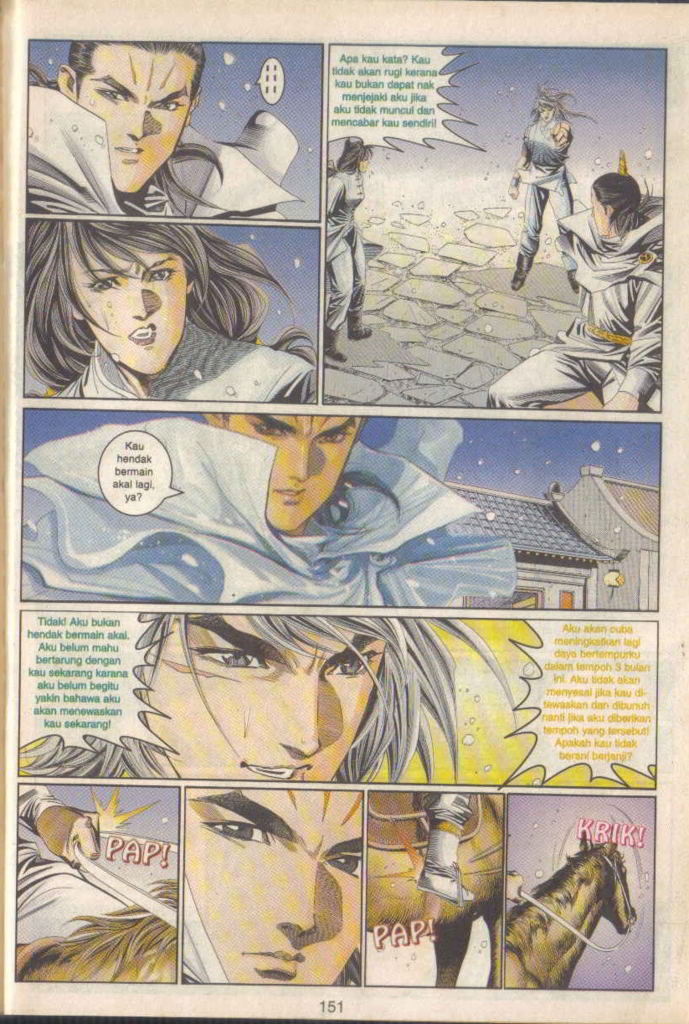 !!!
!!!
Apa kau kata? Kau
tidak akan rugi kerana
kau bukan dapat nak
menjejaki aku jika
aku tidak muncul dan
mencabar kau sendiri!
Kau
hendak
bermain
akal lagi,
ya?
Tidak! Aku bukan
hendak bermain akal.
Aku belum mahu
bertarung dengan
kau sekarang karana
aku belum begitu
yakin bahawa aku
akan menewaskan
kau sekarang!
Aku akan cuba
meningkatkan lagi
daya bertempurku
dalam tempoh 3 bulan
ini. Aku tidak akan
menyesal jika kau di-
tewaskan dan dibunuh
nanti jika aku diberikan
tempoh yang tersebut!
Apakah kau tidak
berani berjanji?
PAP!
PAP!
KRIK!
151